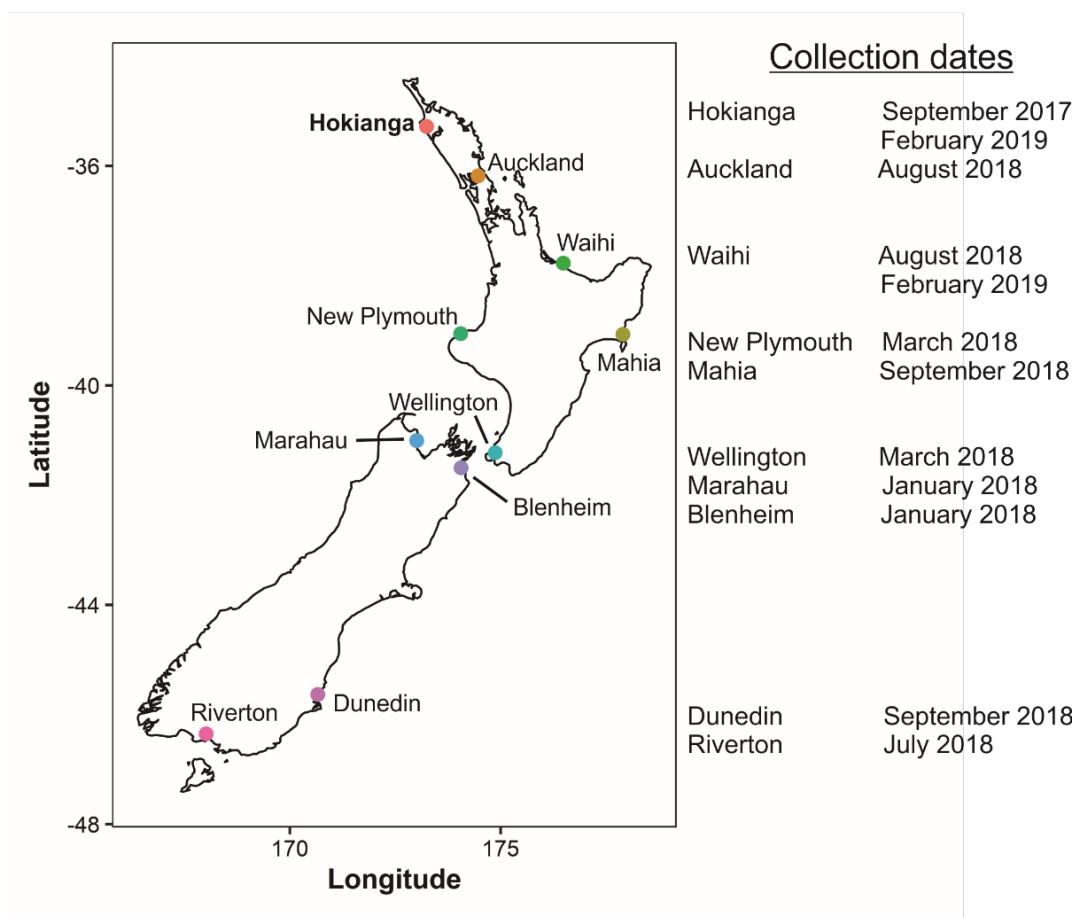 Collection dates
Hokianga September 2017
February 2019
Auckland August 2018
Waihi August 2018
February 2019
New Plymouth March 2018
Mahia September 2018
Wellington March 2018
Marahau January 2018
Blenheim January 2018
Dunedin September 2018
Riverton July 2018
Hokianga
Auckland
Waihi
New Plymouth
Mahia
Wellington
Marahau
Blenheim
Dunedin
Riverton
-36
-40
-44
-48
Latitude
170 175
Longitude